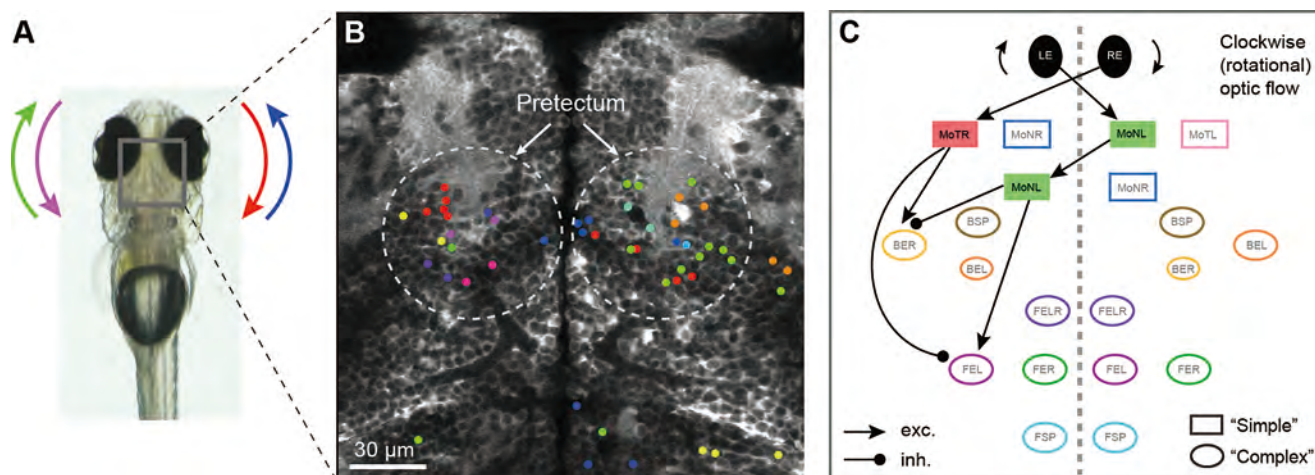 A
B
Pretectum
30 µm
C
LE
RE
Clockwise
(rotational)
optic flow
MoTR
MoNR
MoNL
MoTL
MoNL
MoNR
BSP
BSP
BER
BEL
BEL
BER
FELR
FELR
FEL
FER
FEL
FER
FSP
FSP
exc.
inh.
"Simple"
"Complex"